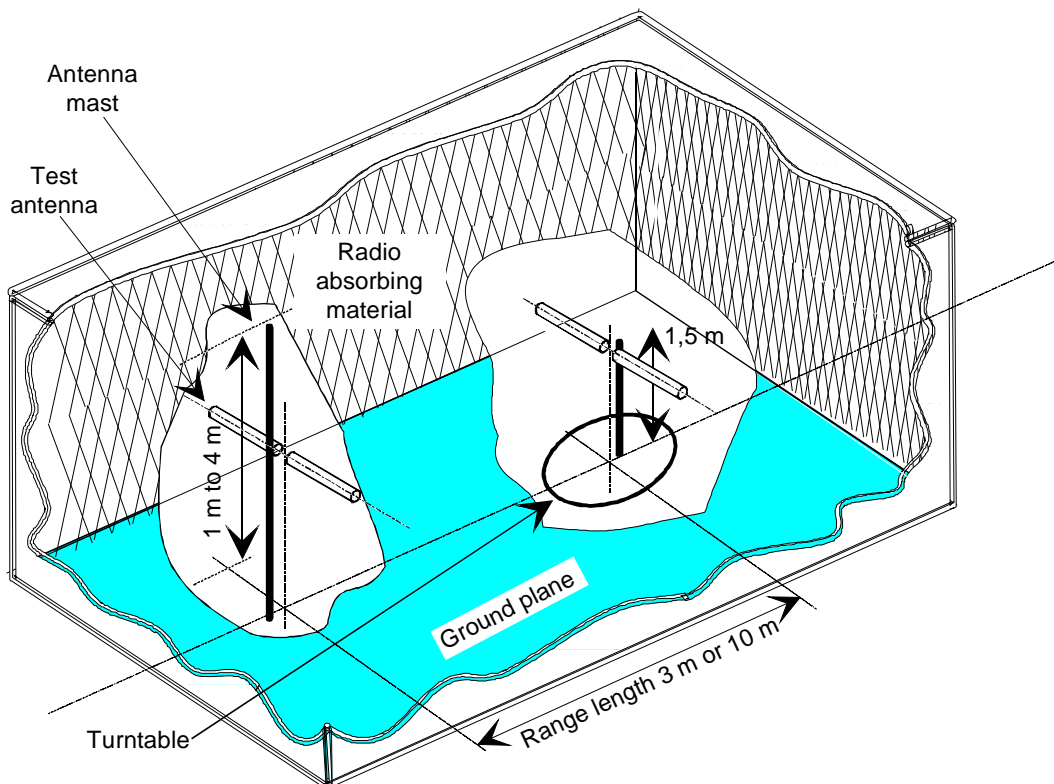 Antenna
mast
Test
antenna
Radio
absorbing
material
1,5 m
1 m to 4 m
Ground plane
Range length 3 m or 10 m
Turntable